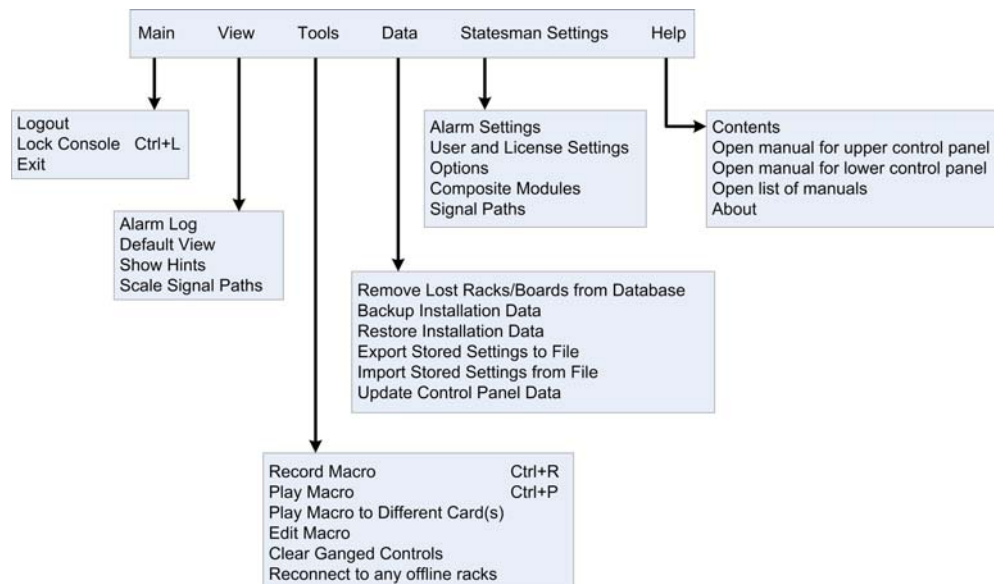 Main View Tools Data Statesman Settings Help
Logout
Lock Console Ctrl+L
Exit
Alarm Log
Default View
Show Hints
Scale Signal Paths
Record Macro Ctrl+R
Play Macro Ctrl+P
Play Macro to Different Card(s)
Edit Macro
Clear Ganged Controls
Reconnect to any offline racks
Remove Lost Racks/Boards from Database
Backup Installation Data
Restore Installation Data
Export Stored Settings to File
Import Stored Settings from File
Update Control Panel Data
Alarm Settings
User and License Settings
Options
Composite Modules
Signal Paths
Contents
Open manual for upper control panel
Open manual for lower control panel
Open list of manuals
About